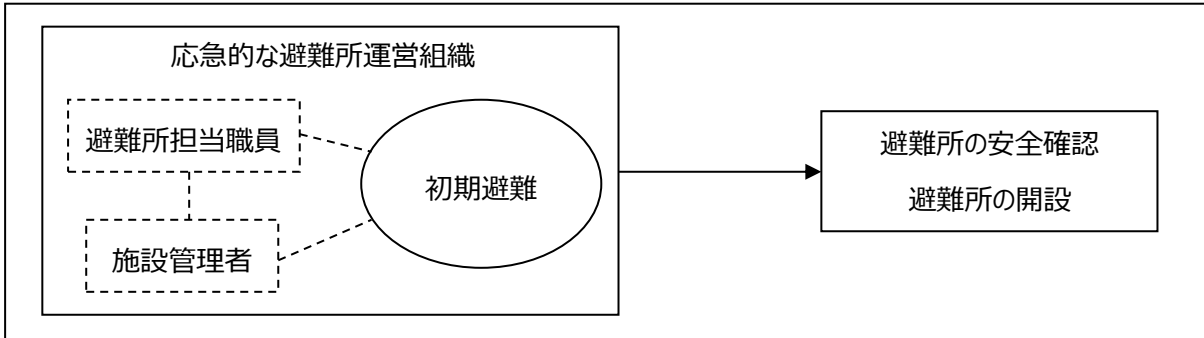 応急的な避難所運営組織
避難所担当職員
初期避難
施設管理者
避難所の安全確認
避難所の開設